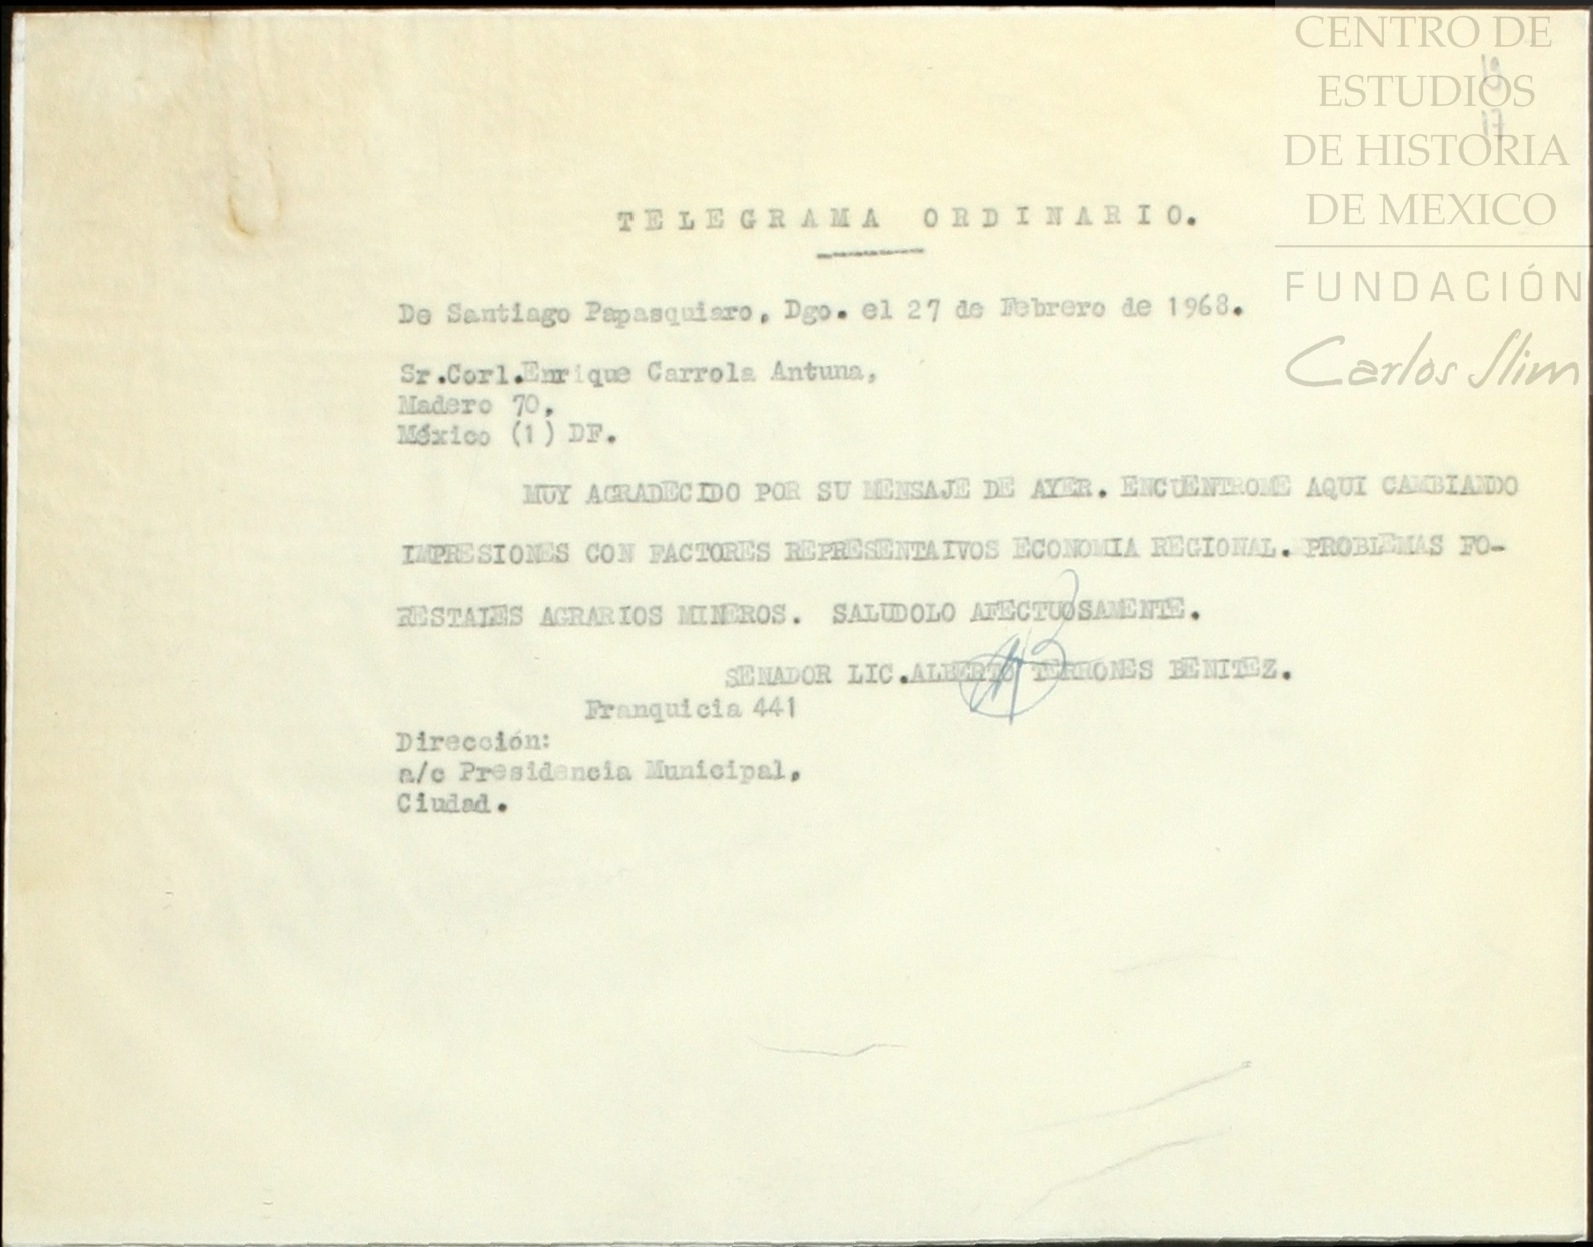 CENTRO DE
ESTUDIOS
DE HISTORIA
DE MEXICO
FUNDACIÓN
Carlos Slim
TELEGRAMA ORDINARIO.
De Santiago Papasquiaro, Dgo. el 27 de Febrero de 1968.
Sr.Corl.Enrique Carrola Antuna,
Madero 70,
México (1) DF.
MUY AGRADECIDO POR SU MENSAJE DE AYER. ENCUENTROME AQUI CAMBIANDO
IMPRESIONES CON FACTORES REPRESENTAIVOS ECONOMIA REGIONAL. PROBLEMAS FO-
RESTALES AGRARIOS MINEROS. SALUDOLO AFECTUOSAMENTE.
SENADOR LIC.ALBERTO TERRONES BENITEZ.
Franquicia 441
Dirección:
a/c Presidencia Municipal,
Ciudad.